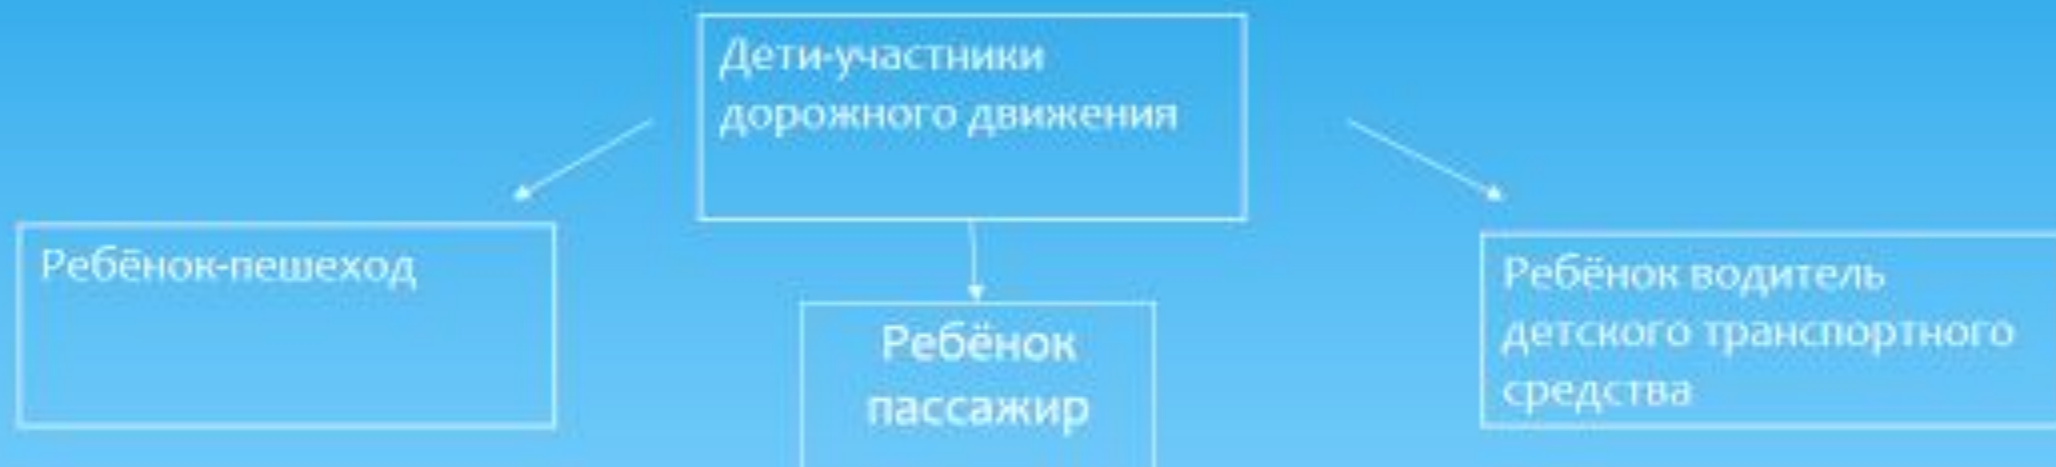 Дети-участники
дорожного движения
Ребёнок-пешеход
Ребёнок
пассажир
Ребёнок водитель
детского транспортного
средства